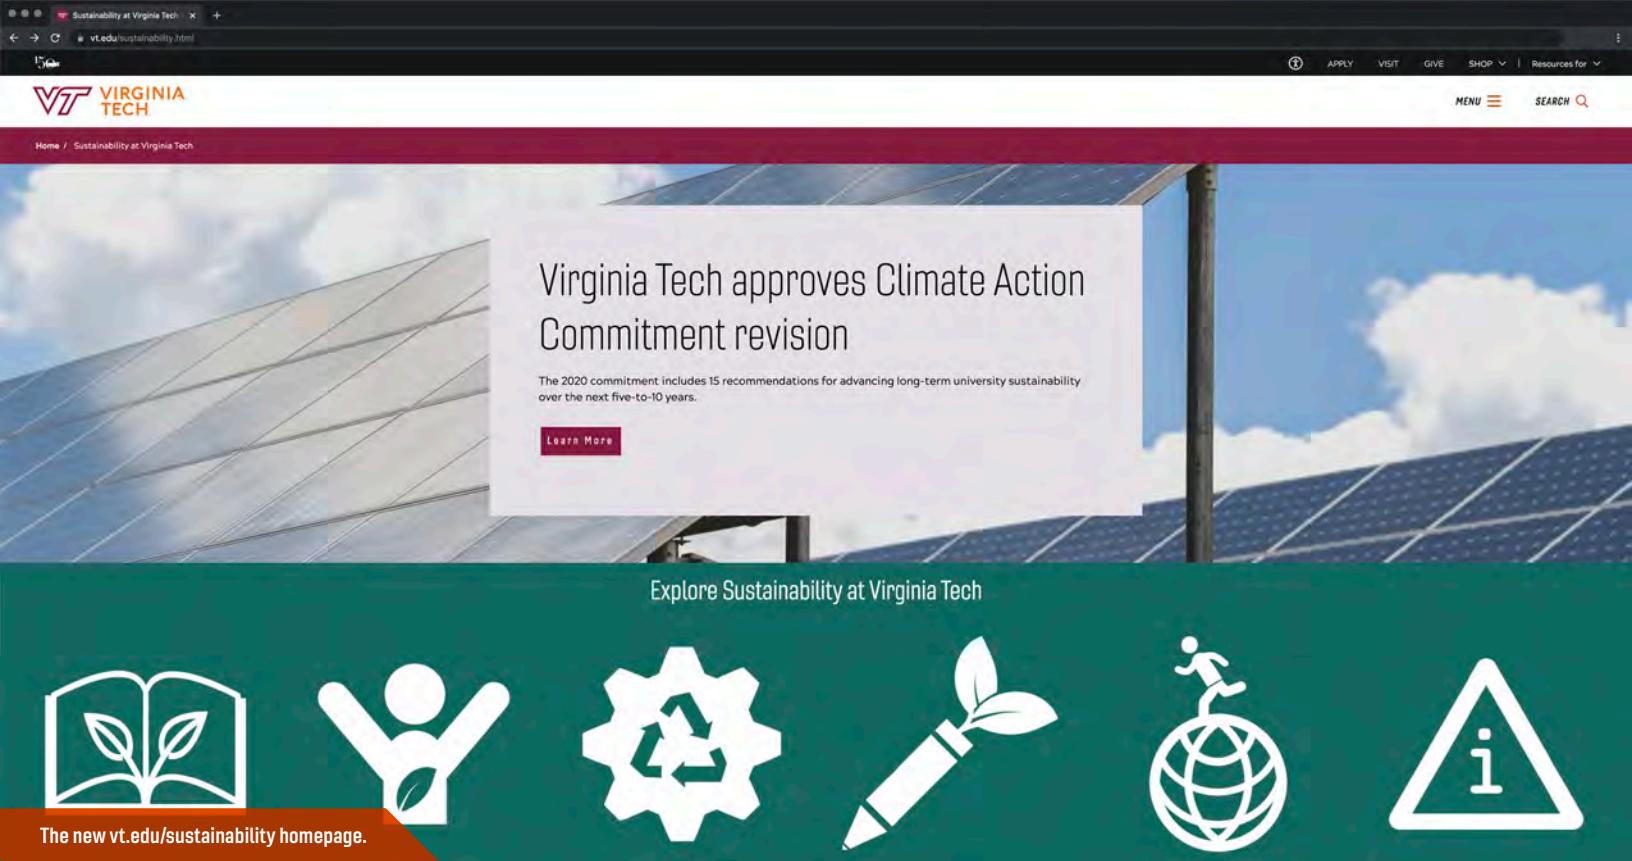 Sustainability at Virginia Tech
vt.edu/sustainability.html
150
APPLY VISIT GIVE SHOP | Resources for
VT VIRGINIA
TECH
MENU SEARCH
Home / Sustainability at Virginia Tech
Virginia Tech approves Climate Action
Commitment revision
The 2020 commitment includes 15 recommendations for advancing long-term university sustainability
over the next five-to-10 years.
Learn More
Explore Sustainability at Virginia Tech
i
The new vt.edu/sustainability homepage.